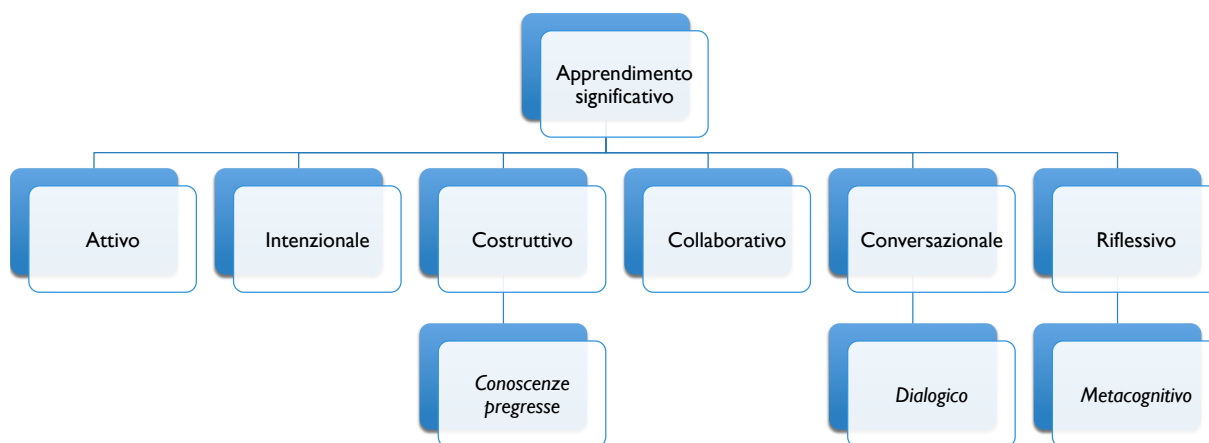 Apprendimento
significativo
Attivo
Intenzionale
Costruttivo
Collaborativo
Conversazionale
Riflessivo
Conoscenze
pregresse
Dialogico
Metacognitivo